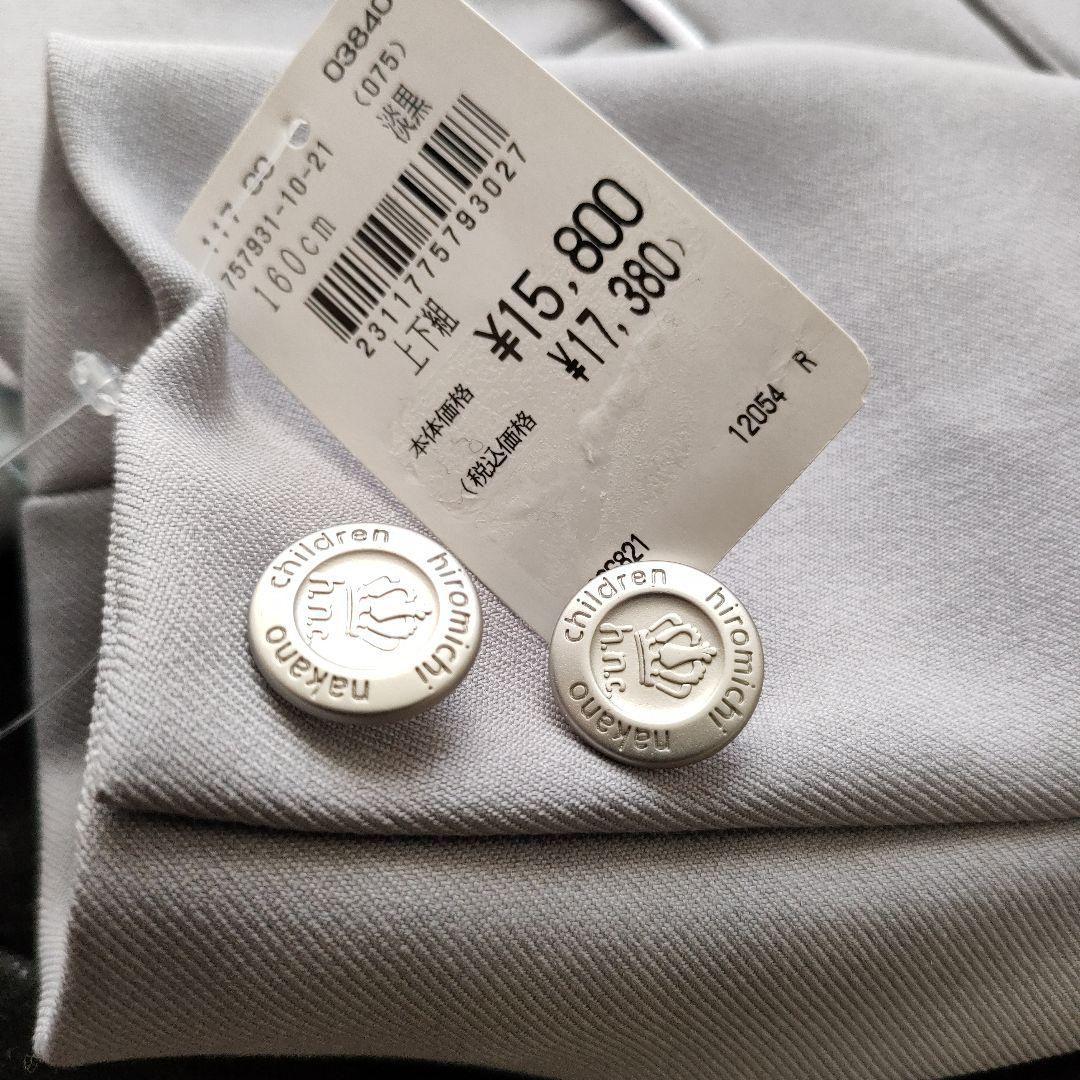 03840
(075)
淡黒
757931-10-21
160cm
2311775793027
上下組
本体価格 ¥15,800
(税込価格 ¥17,380)
12054 R
children hiromichi nakano
h.n.c.
children hiromichi nakano
h.n.c.